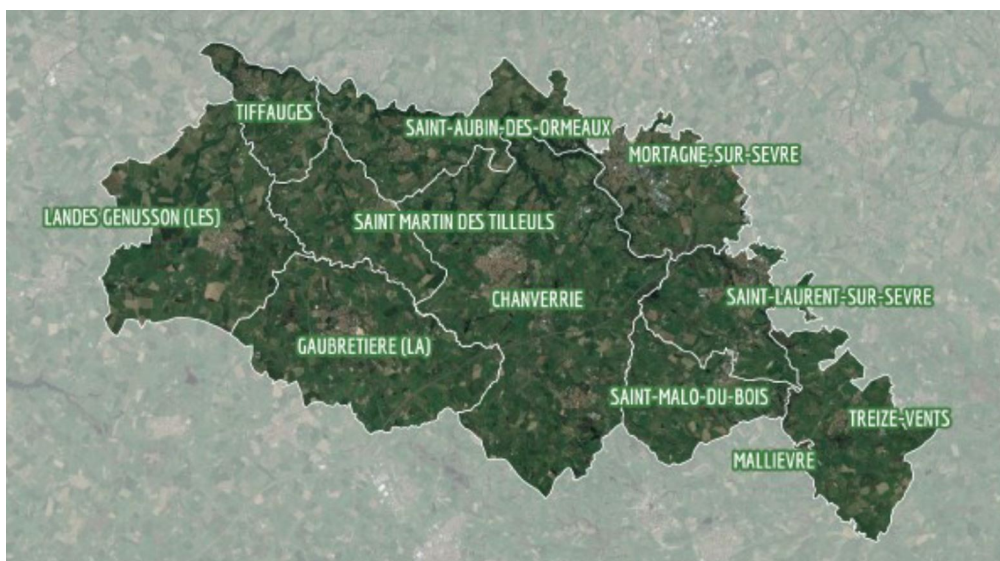 TIFFAUGES
SAINT-AUBIN-DES-ORMEAUX
MORTAGNE-SUR-SEVRE
LANDES GENUSSON (LES)
SAINT MARTIN DES TILLEULS
CHANVERRIE
SAINT-LAURENT-SUR-SEVRE
GAUBRETIERE (LA)
SAINT-MALO-DU-BOIS
TREIZE-VENTS
MALLIEVRE